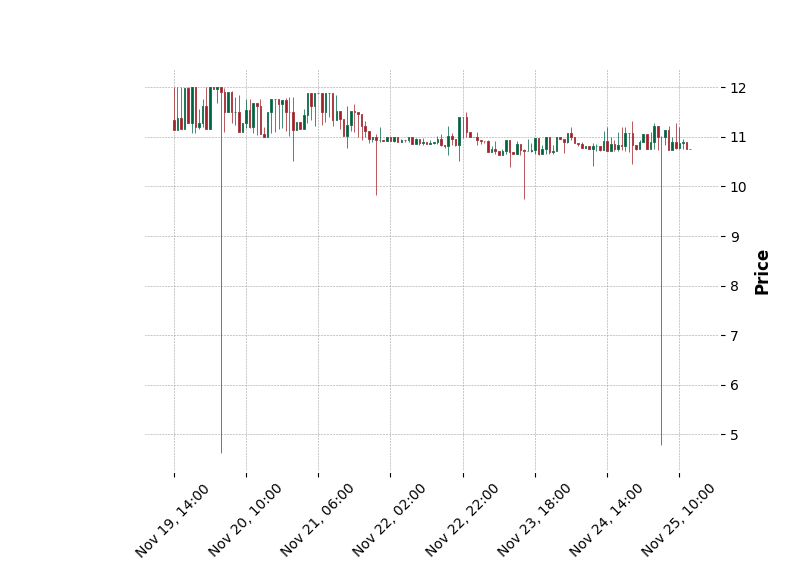 12
11
10
9
8
7
6
5
Price
Nov 19, 14:00
Nov 20, 10:00
Nov 21, 06:00
Nov 22, 02:00
Nov 22, 22:00
Nov 23, 18:00
Nov 24, 14:00
Nov 25, 10:00